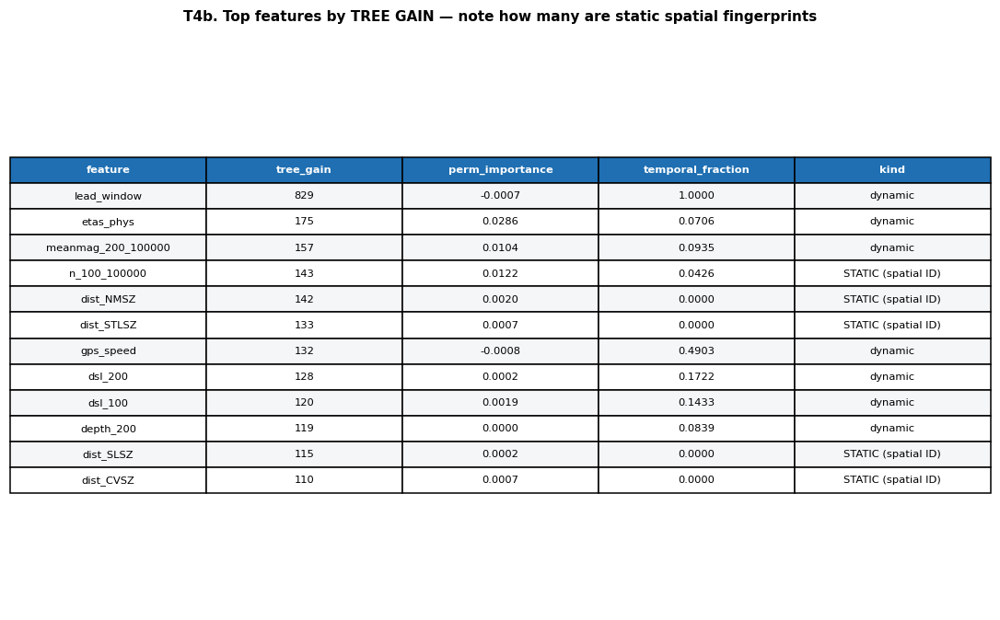 T4b. Top features by TREE GAIN — note how many are static spatial fingerprints
feature tree_gain perm_importance temporal_fraction kind
lead_window 829 -0.0007 1.0000 dynamic
etas_phys 175 0.0286 0.0706 dynamic
meanmag_200_100000 157 0.0104 0.0935 dynamic
n_100_100000 143 0.0122 0.0426 STATIC (spatial ID)
dist_NMSZ 142 0.0020 0.0000 STATIC (spatial ID)
dist_STLSZ 133 0.0007 0.0000 STATIC (spatial ID)
gps_speed 132 -0.0008 0.4903 dynamic
dsl_200 128 0.0002 0.1722 dynamic
dsl_100 120 0.0019 0.1433 dynamic
depth_200 119 0.0000 0.0839 dynamic
dist_SLSZ 115 0.0002 0.0000 STATIC (spatial ID)
dist_CVSZ 110 0.0007 0.0000 STATIC (spatial ID)